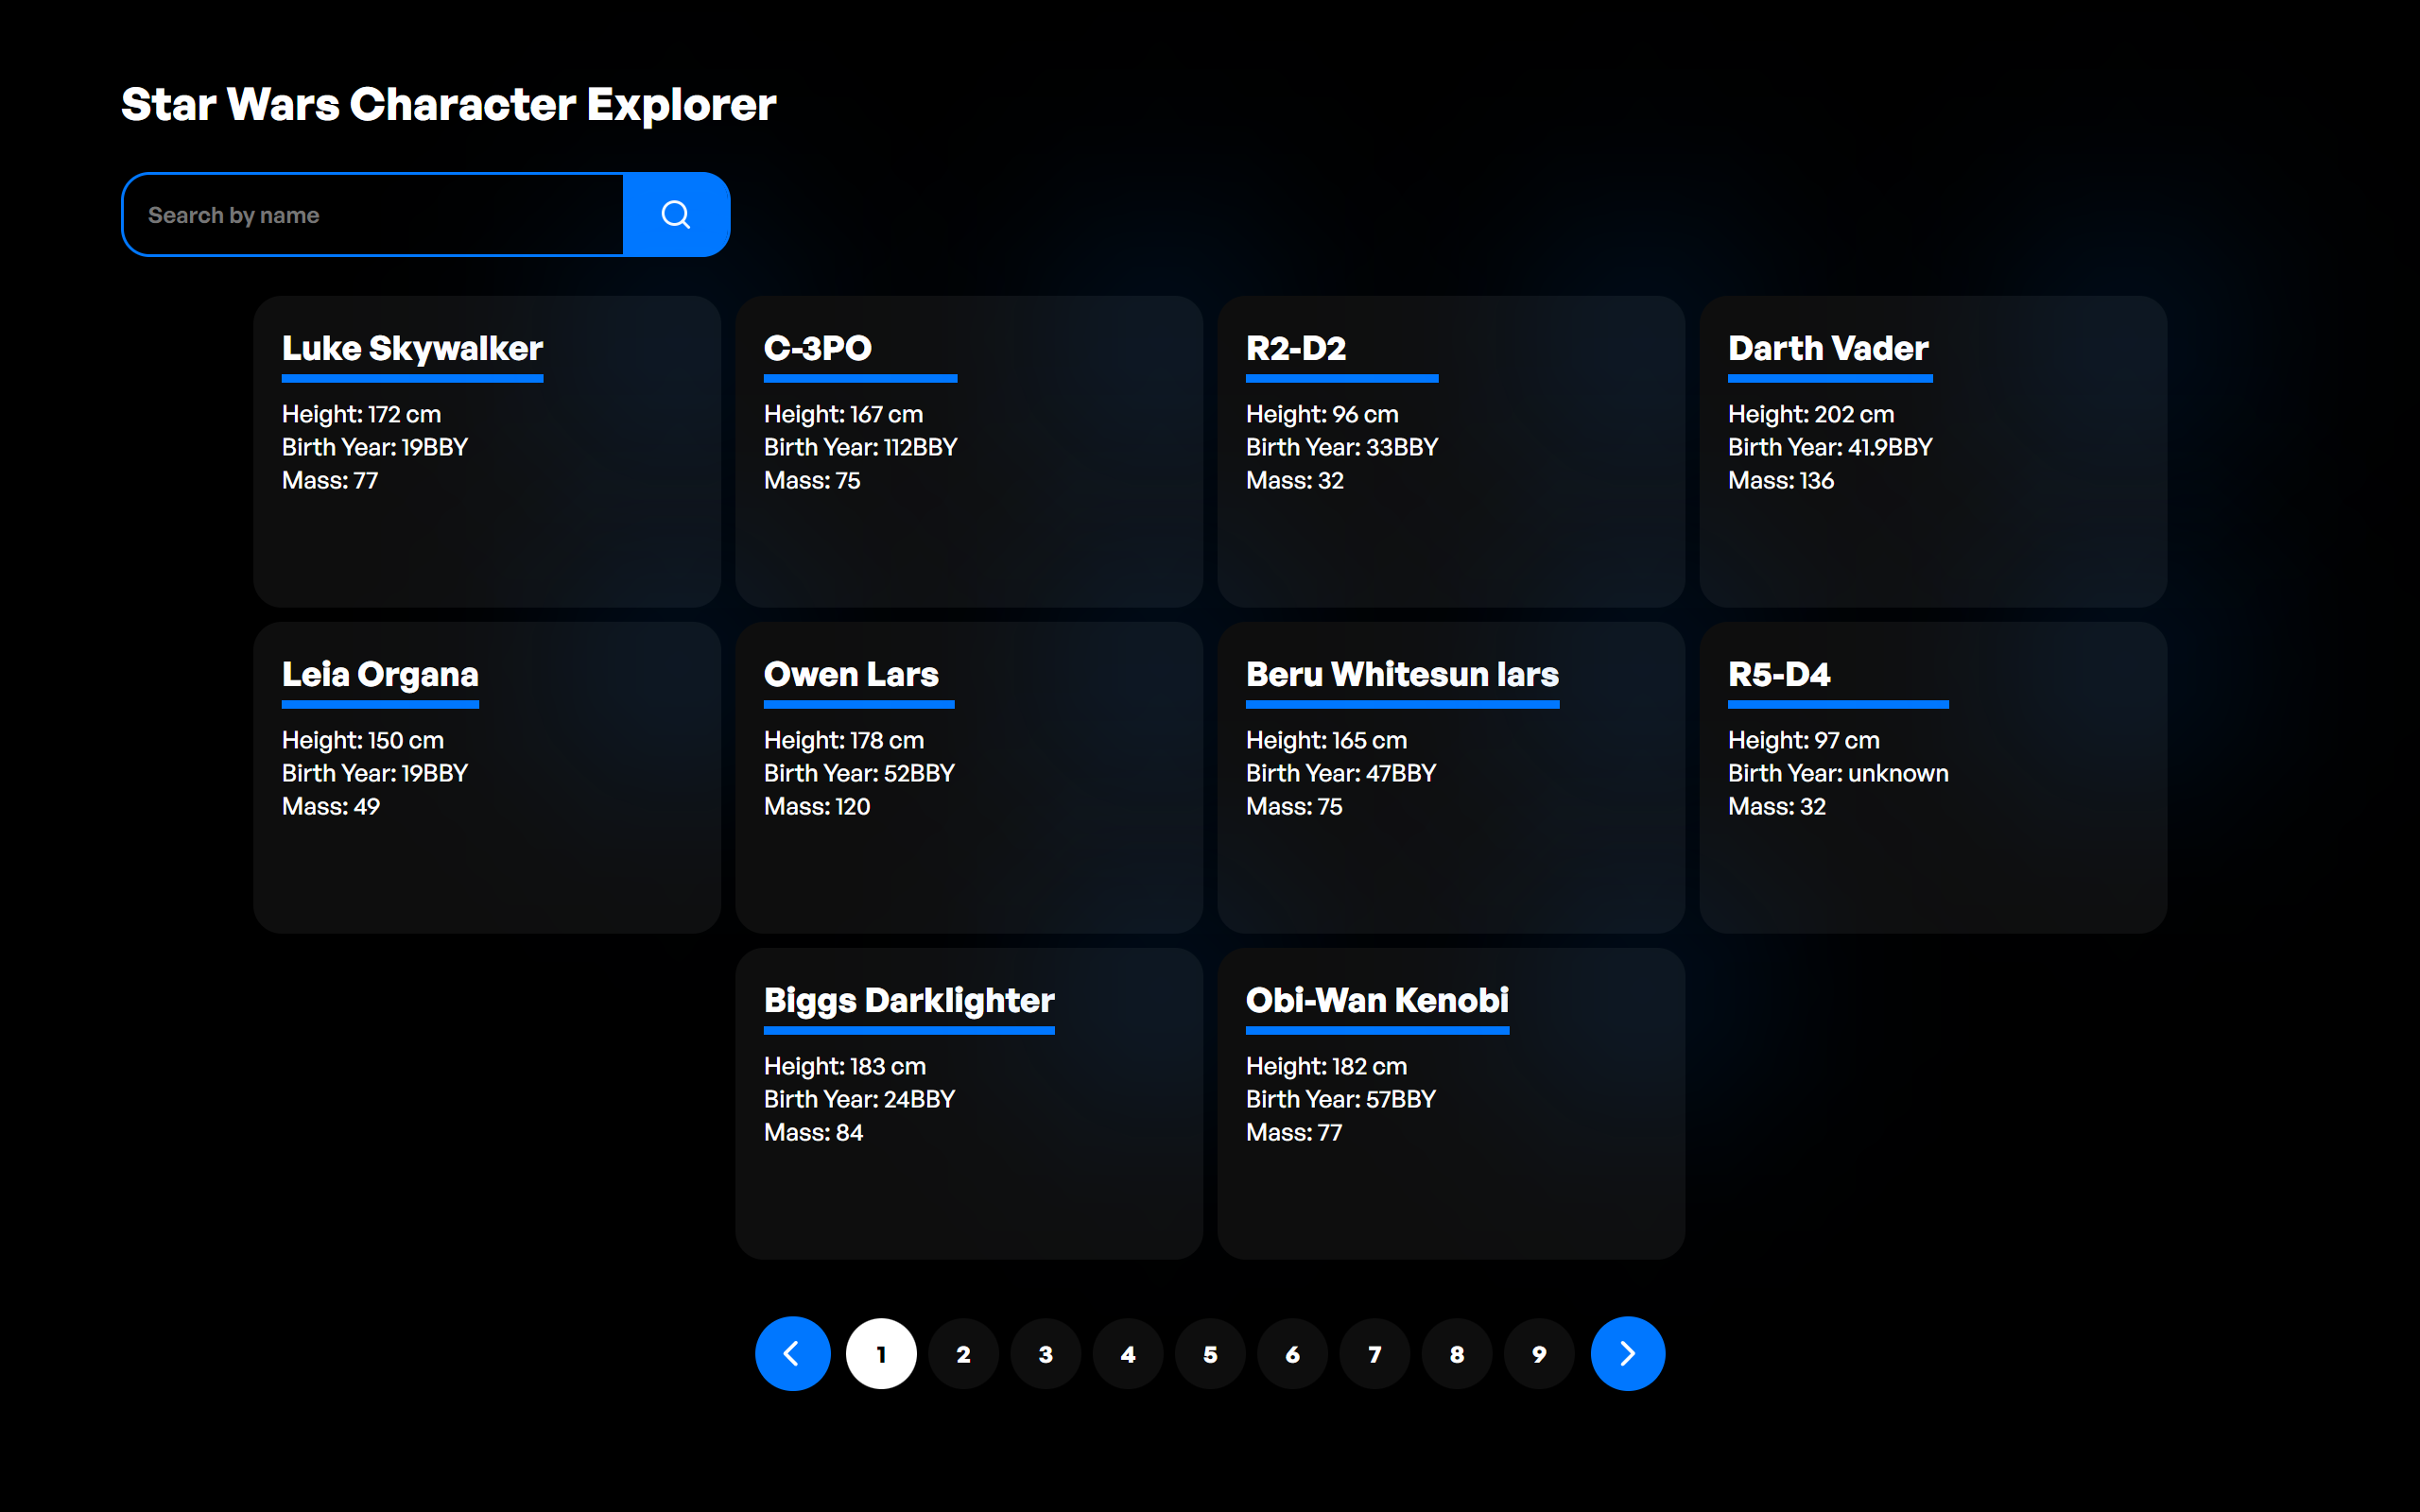 Star Wars Character Explorer
Search by name
Luke Skywalker
Height: 172 cm
Birth Year: 19BBY
Mass: 77
C-3PO
Height: 167 cm
Birth Year: 112BBY
Mass: 75
R2-D2
Height: 96 cm
Birth Year: 33BBY
Mass: 32
Darth Vader
Height: 202 cm
Birth Year: 41.9BBY
Mass: 136
Leia Organa
Height: 150 cm
Birth Year: 19BBY
Mass: 49
Owen Lars
Height: 178 cm
Birth Year: 52BBY
Mass: 120
Beru Whitesun lars
Height: 165 cm
Birth Year: 47BBY
Mass: 75
R5-D4
Height: 97 cm
Birth Year: unknown
Mass: 32
Biggs Darklighter
Height: 183 cm
Birth Year: 24BBY
Mass: 84
Obi-Wan Kenobi
Height: 182 cm
Birth Year: 57BBY
Mass: 77
1 2 3 4 5 6 7 8 9